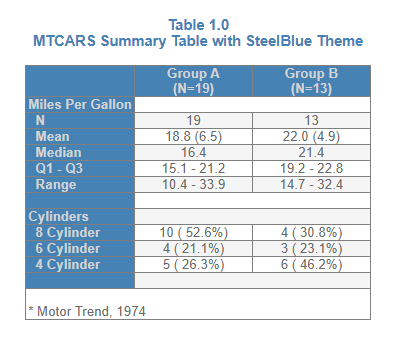 Table 1.0
MTCARS Summary Table with SteelBlue Theme
Group A Group B
(N=19) (N=13)
Miles Per Gallon
N 19 13
Mean 18.8 (6.5) 22.0 (4.9)
Median 16.4 21.4
Q1 - Q3 15.1 - 21.2 19.2 - 22.8
Range 10.4 - 33.9 14.7 - 32.4
Cylinders
8 Cylinder 10 ( 52.6%) 4 ( 30.8%)
6 Cylinder 4 ( 21.1%) 3 ( 23.1%)
4 Cylinder 5 ( 26.3%) 6 ( 46.2%)
* Motor Trend, 1974